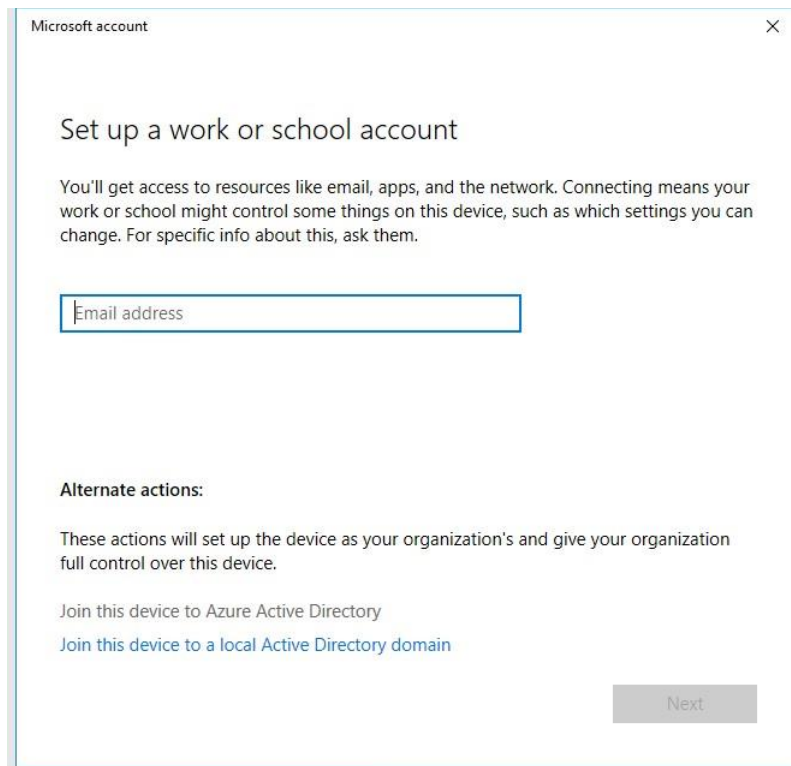 Microsoft account
Set up a work or school account
You'll get access to resources like email, apps, and the network. Connecting means your
work or school might control some things on this device, such as which settings you can
change. For specific info about this, ask them.
Email address
Alternate actions:
These actions will set up the device as your organization's and give your organization
full control over this device.
Join this device to Azure Active Directory
Join this device to a local Active Directory domain
Next